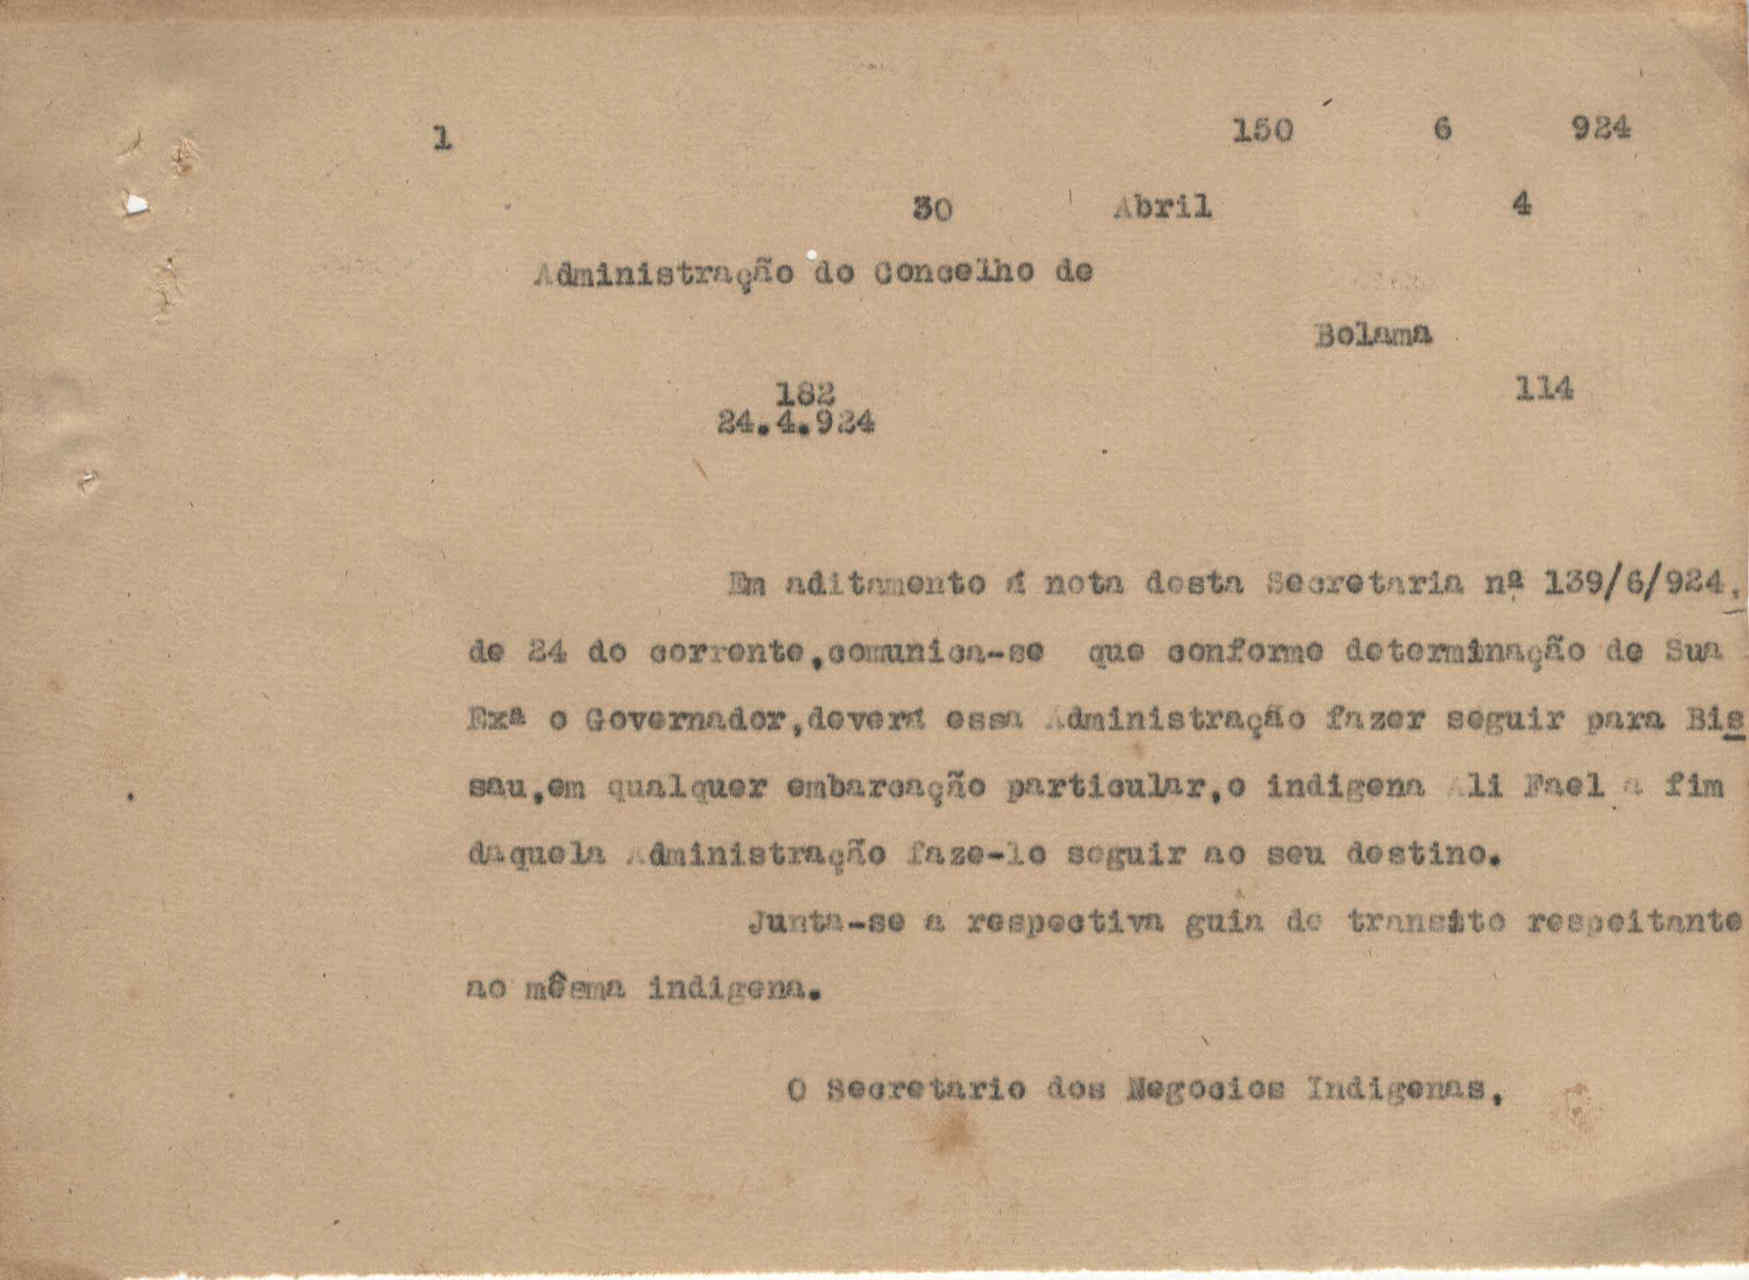 1 150 6 924
30 Abril 4
Administração do Concelho de
Bolama
182 114
24.4.924
Em aditamento á nota desta Secretaria nº 139/6/924,
de 24 do corrente,comunica-se que conforme determinação de Sua
Exª o Governador,deverá essa Administração fazer seguir para Bis
sau,em qualquer embarcação particular,o indigena Ali Fael a fim
daquela Administração faze-lo seguir ao seu destino.
Junta-se a respectiva guia de transito respeitante
ao mêsma indigena.
O Secretario dos Negocios Indigenas,